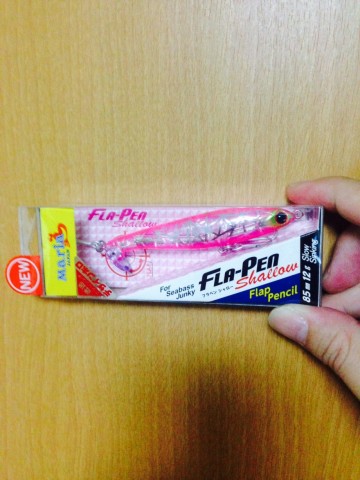 NEW
Maria
FLA-PEN
Shallow
For
Seabass
Junky
FLA-PEN
Shallow
フラペン シャロー
Flap
Pencil
85mm 12g
Slow
Sinking